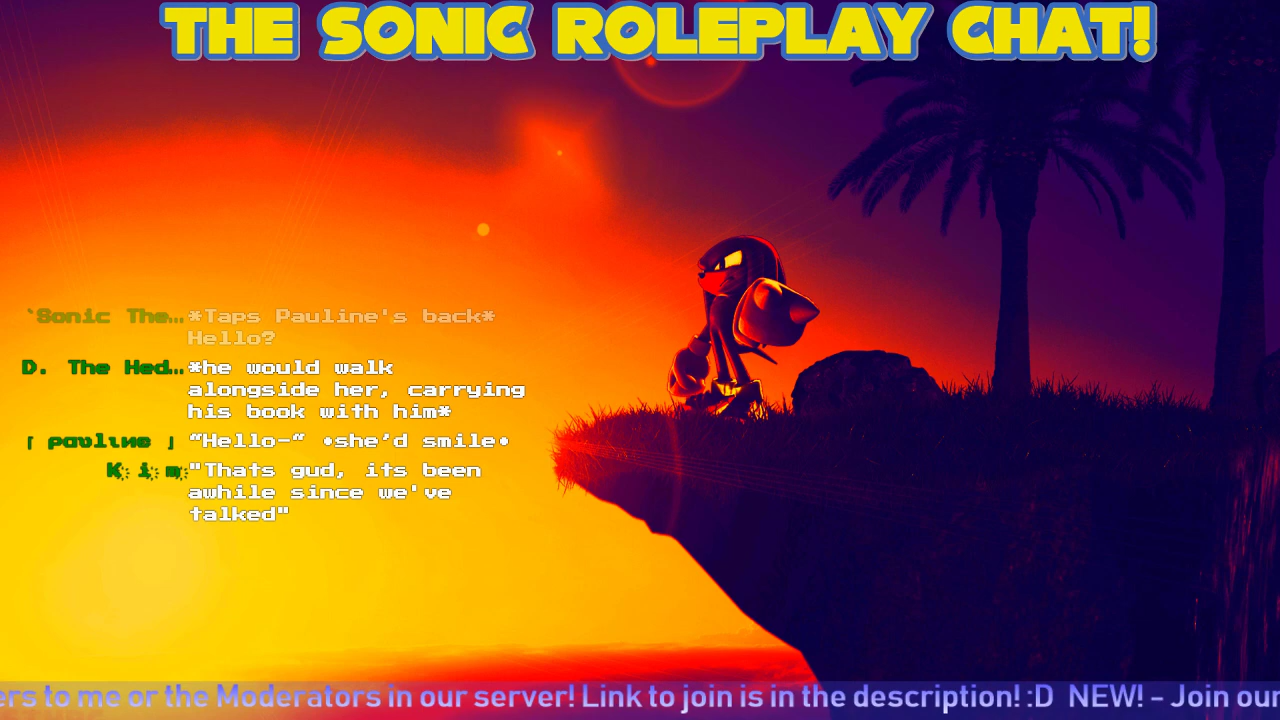 THE SONIC ROLEPLAY CHAT!
`Sonic The… *Taps Pauline's back*
Hello?
D. The Hed… *he would walk
alongside her, carrying
his book with him*
「 ραυʅιɳҽ 」 “Hello-“ •she’d smile•
K҉ i҉ m҉ "Thats gud, its been
awhile since we've
talked"
ers to me or the Moderators in our server! Link to join is in the description! :D NEW! - Join our